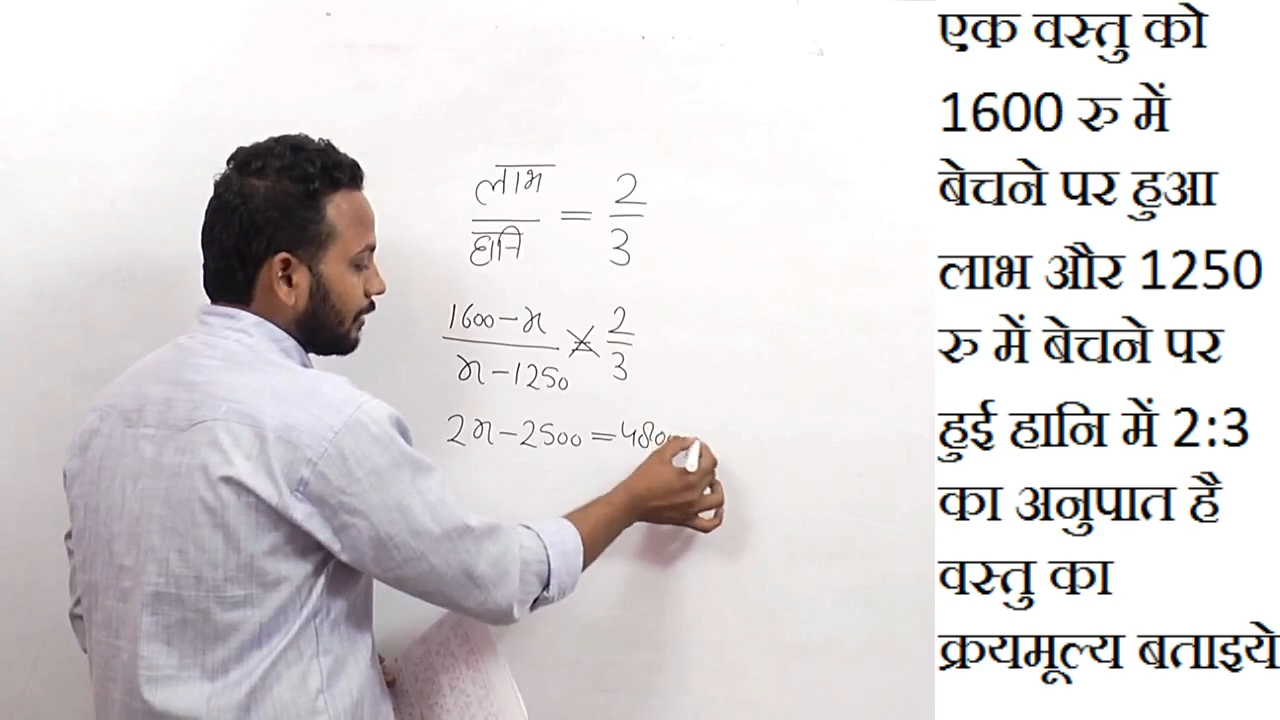 लाभ
हानि
=
2
3
1600-x
x-1250
=
2
3
2x-2500=480
एक वस्तु को
1600 रु में
बेचने पर हुआ
लाभ और 1250
रु में बेचने पर
हुई हानि में 2:3
का अनुपात है
वस्तु का
क्रयमूल्य बताइये